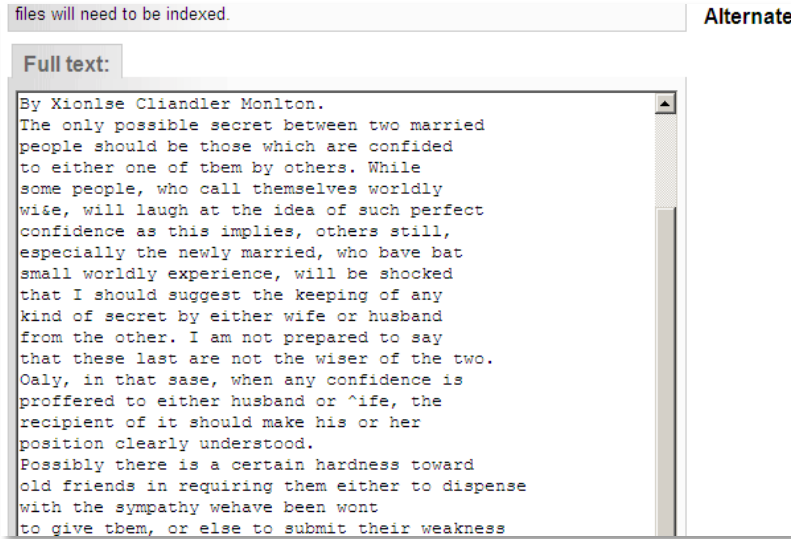 files will need to be indexed.
Alternate
Full text:
By Xionlse Cliandler Monlton.
The only possible secret between two married
people should be those which are confided
to either one of tbem by others. While
some people, who call themselves worldly
wi&e, will laugh at the idea of such perfect
confidence as this implies, others still,
especially the newly married, who bave bat
small worldly experience, will be shocked
that I should suggest the keeping of any
kind of secret by either wife or husband
from the other. I am not prepared to say
that these last are not the wiser of the two.
Oaly, in that sase, when any confidence is
proffered to either husband or ^ife, the
recipient of it should make his or her
position clearly understood.
Possibly there is a certain hardness toward
old friends in requiring them either to dispense
with the sympathy wehave been wont
to give tbem, or else to submit their weakness